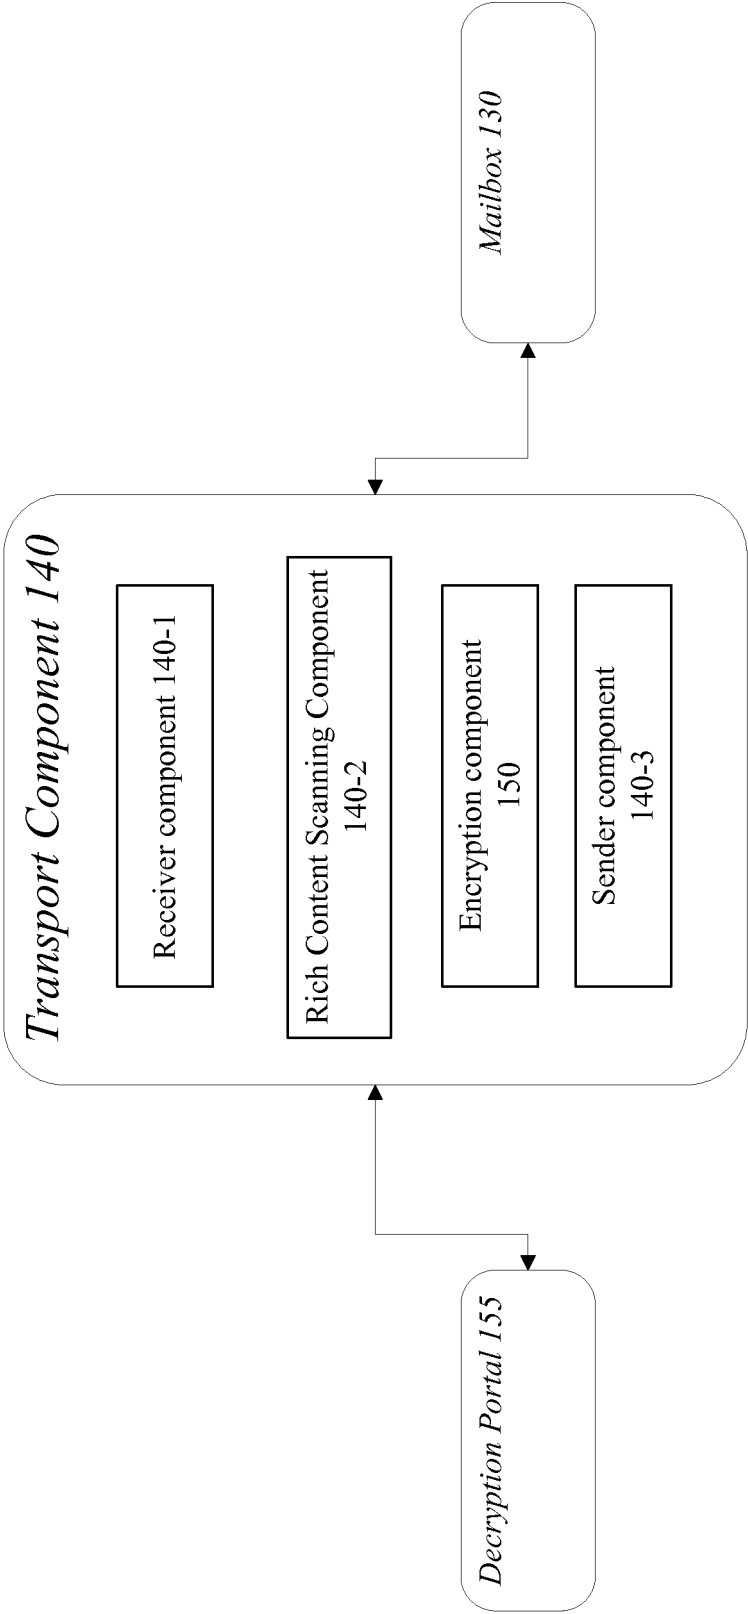 Transport Component 140
Receiver component 140-1
Rich Content Scanning Component
140-2
Encryption component
150
Sender component
140-3
Decryption Portal 155
Mailbox 130